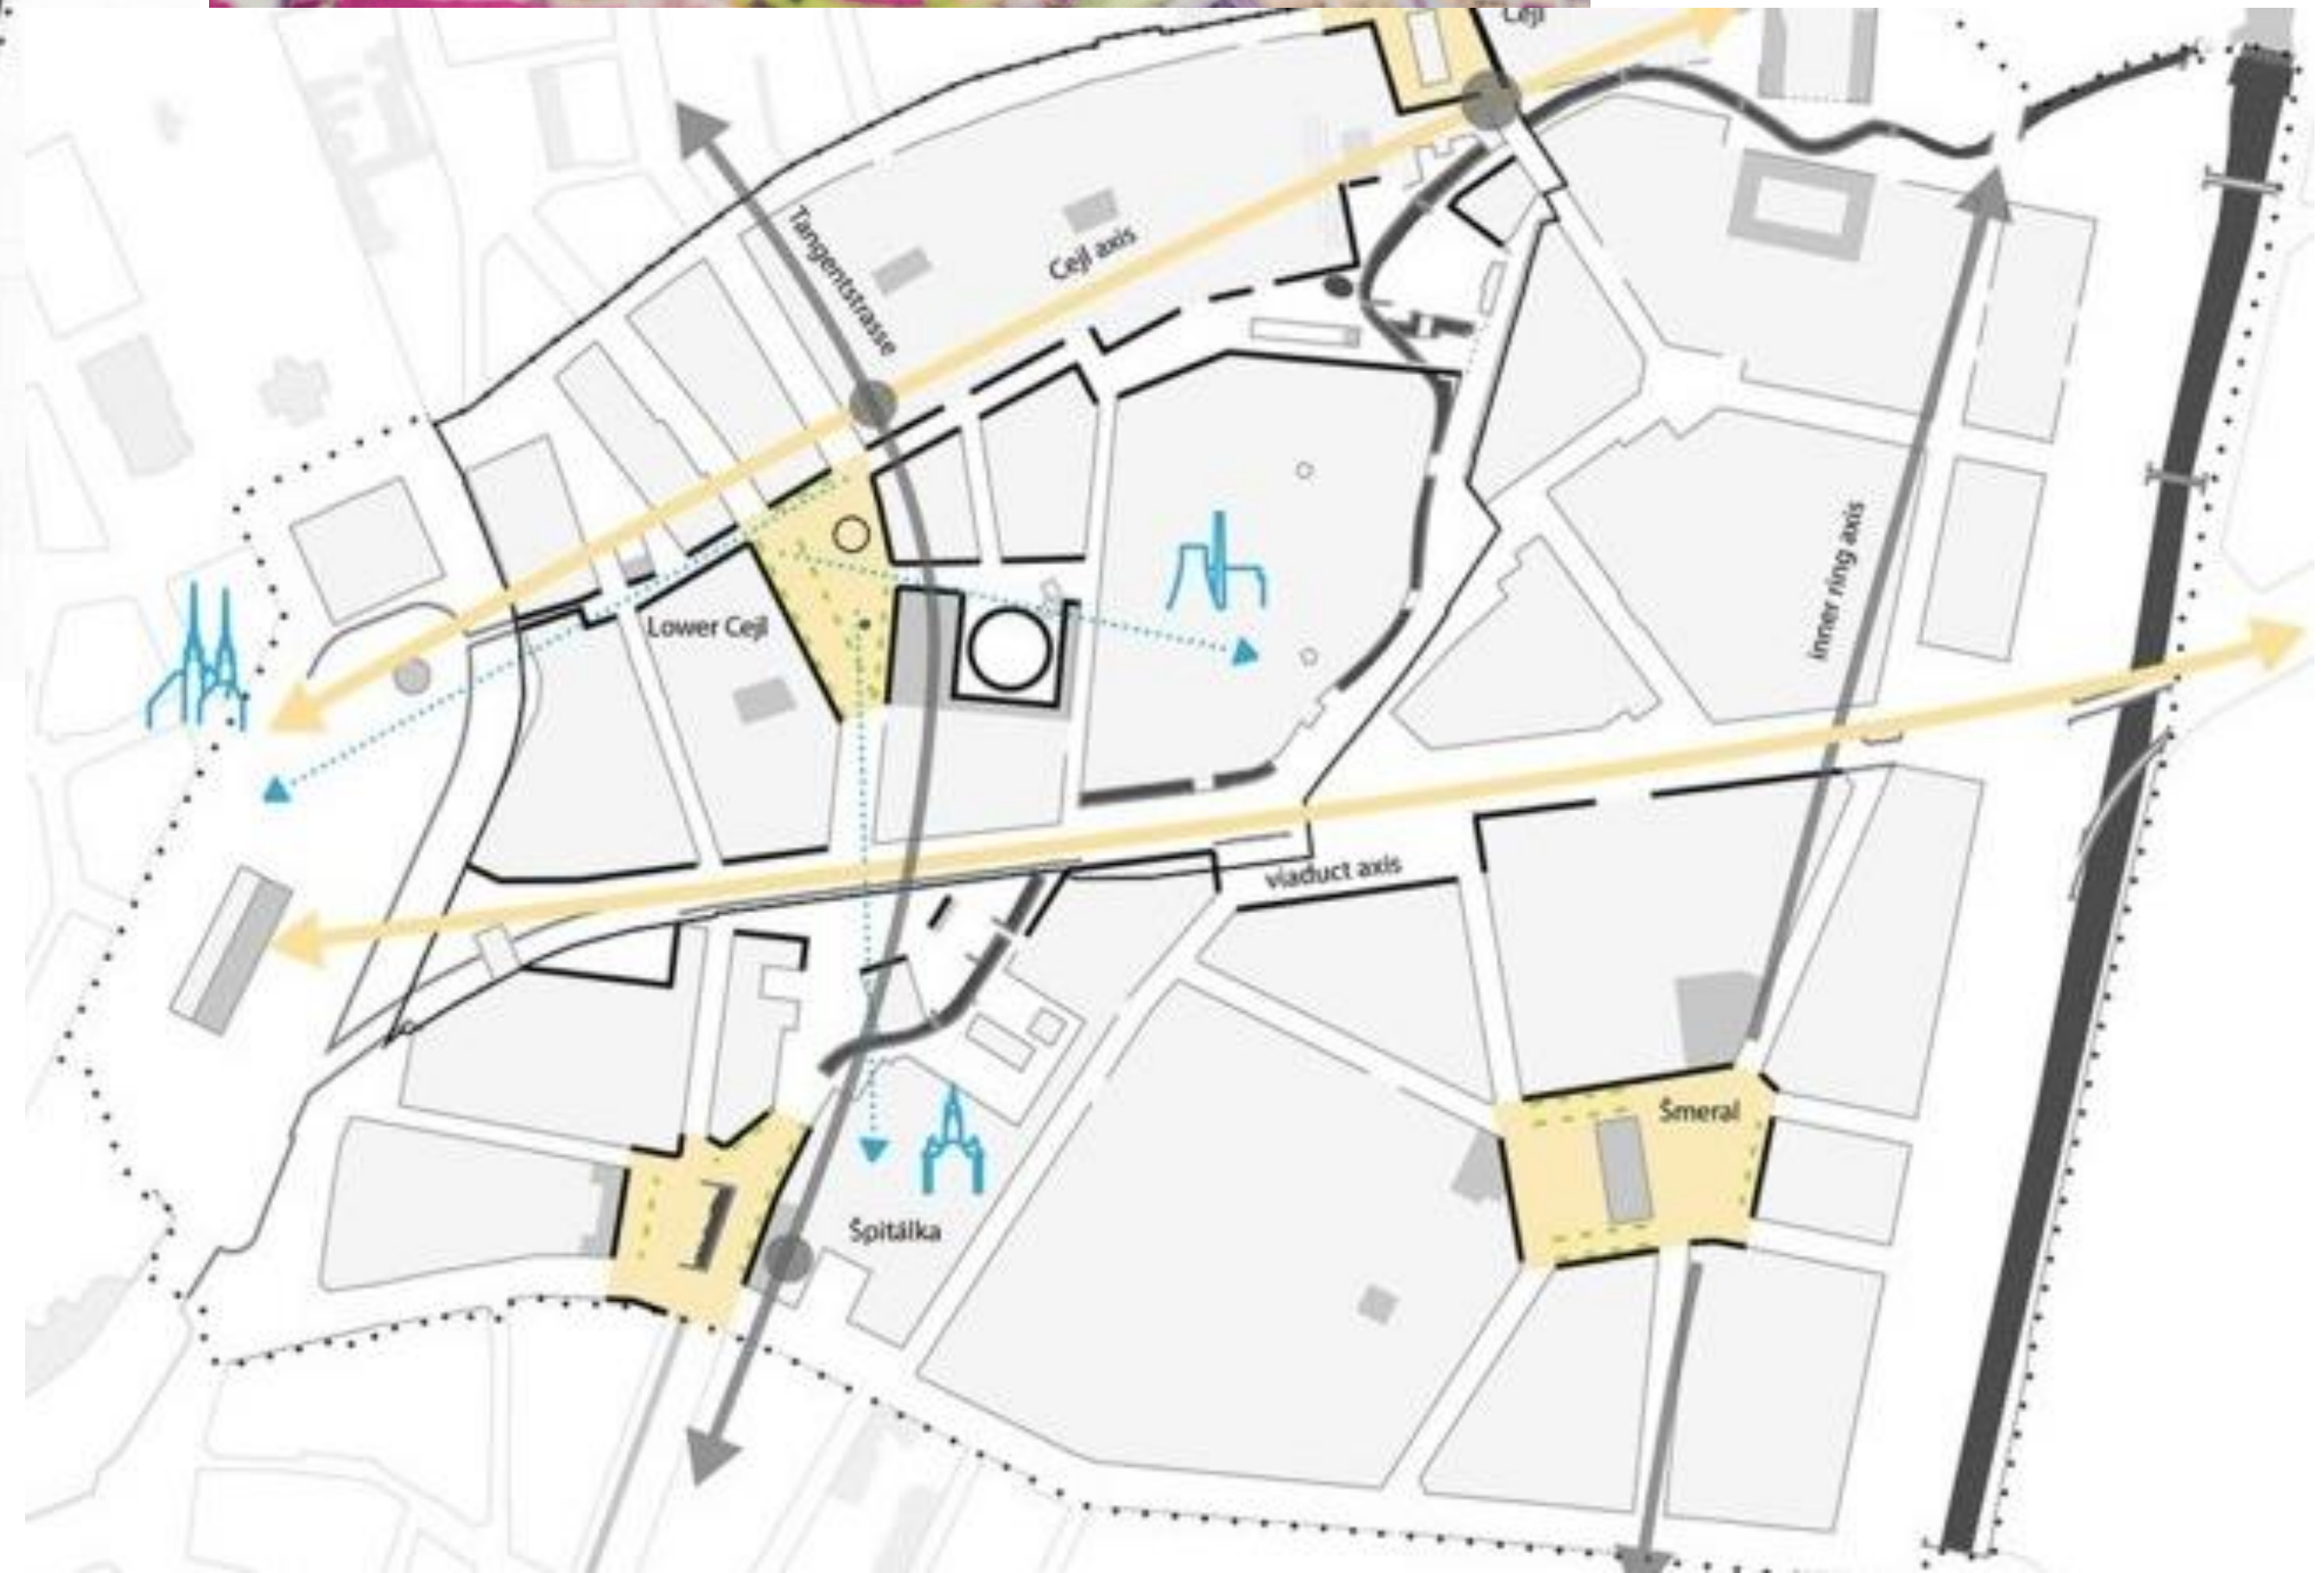 Cejl
Tangentstrasse
Cejl axis
Lower Cejl
inner ring axis
viaduct axis
Šmeral
Špitálka